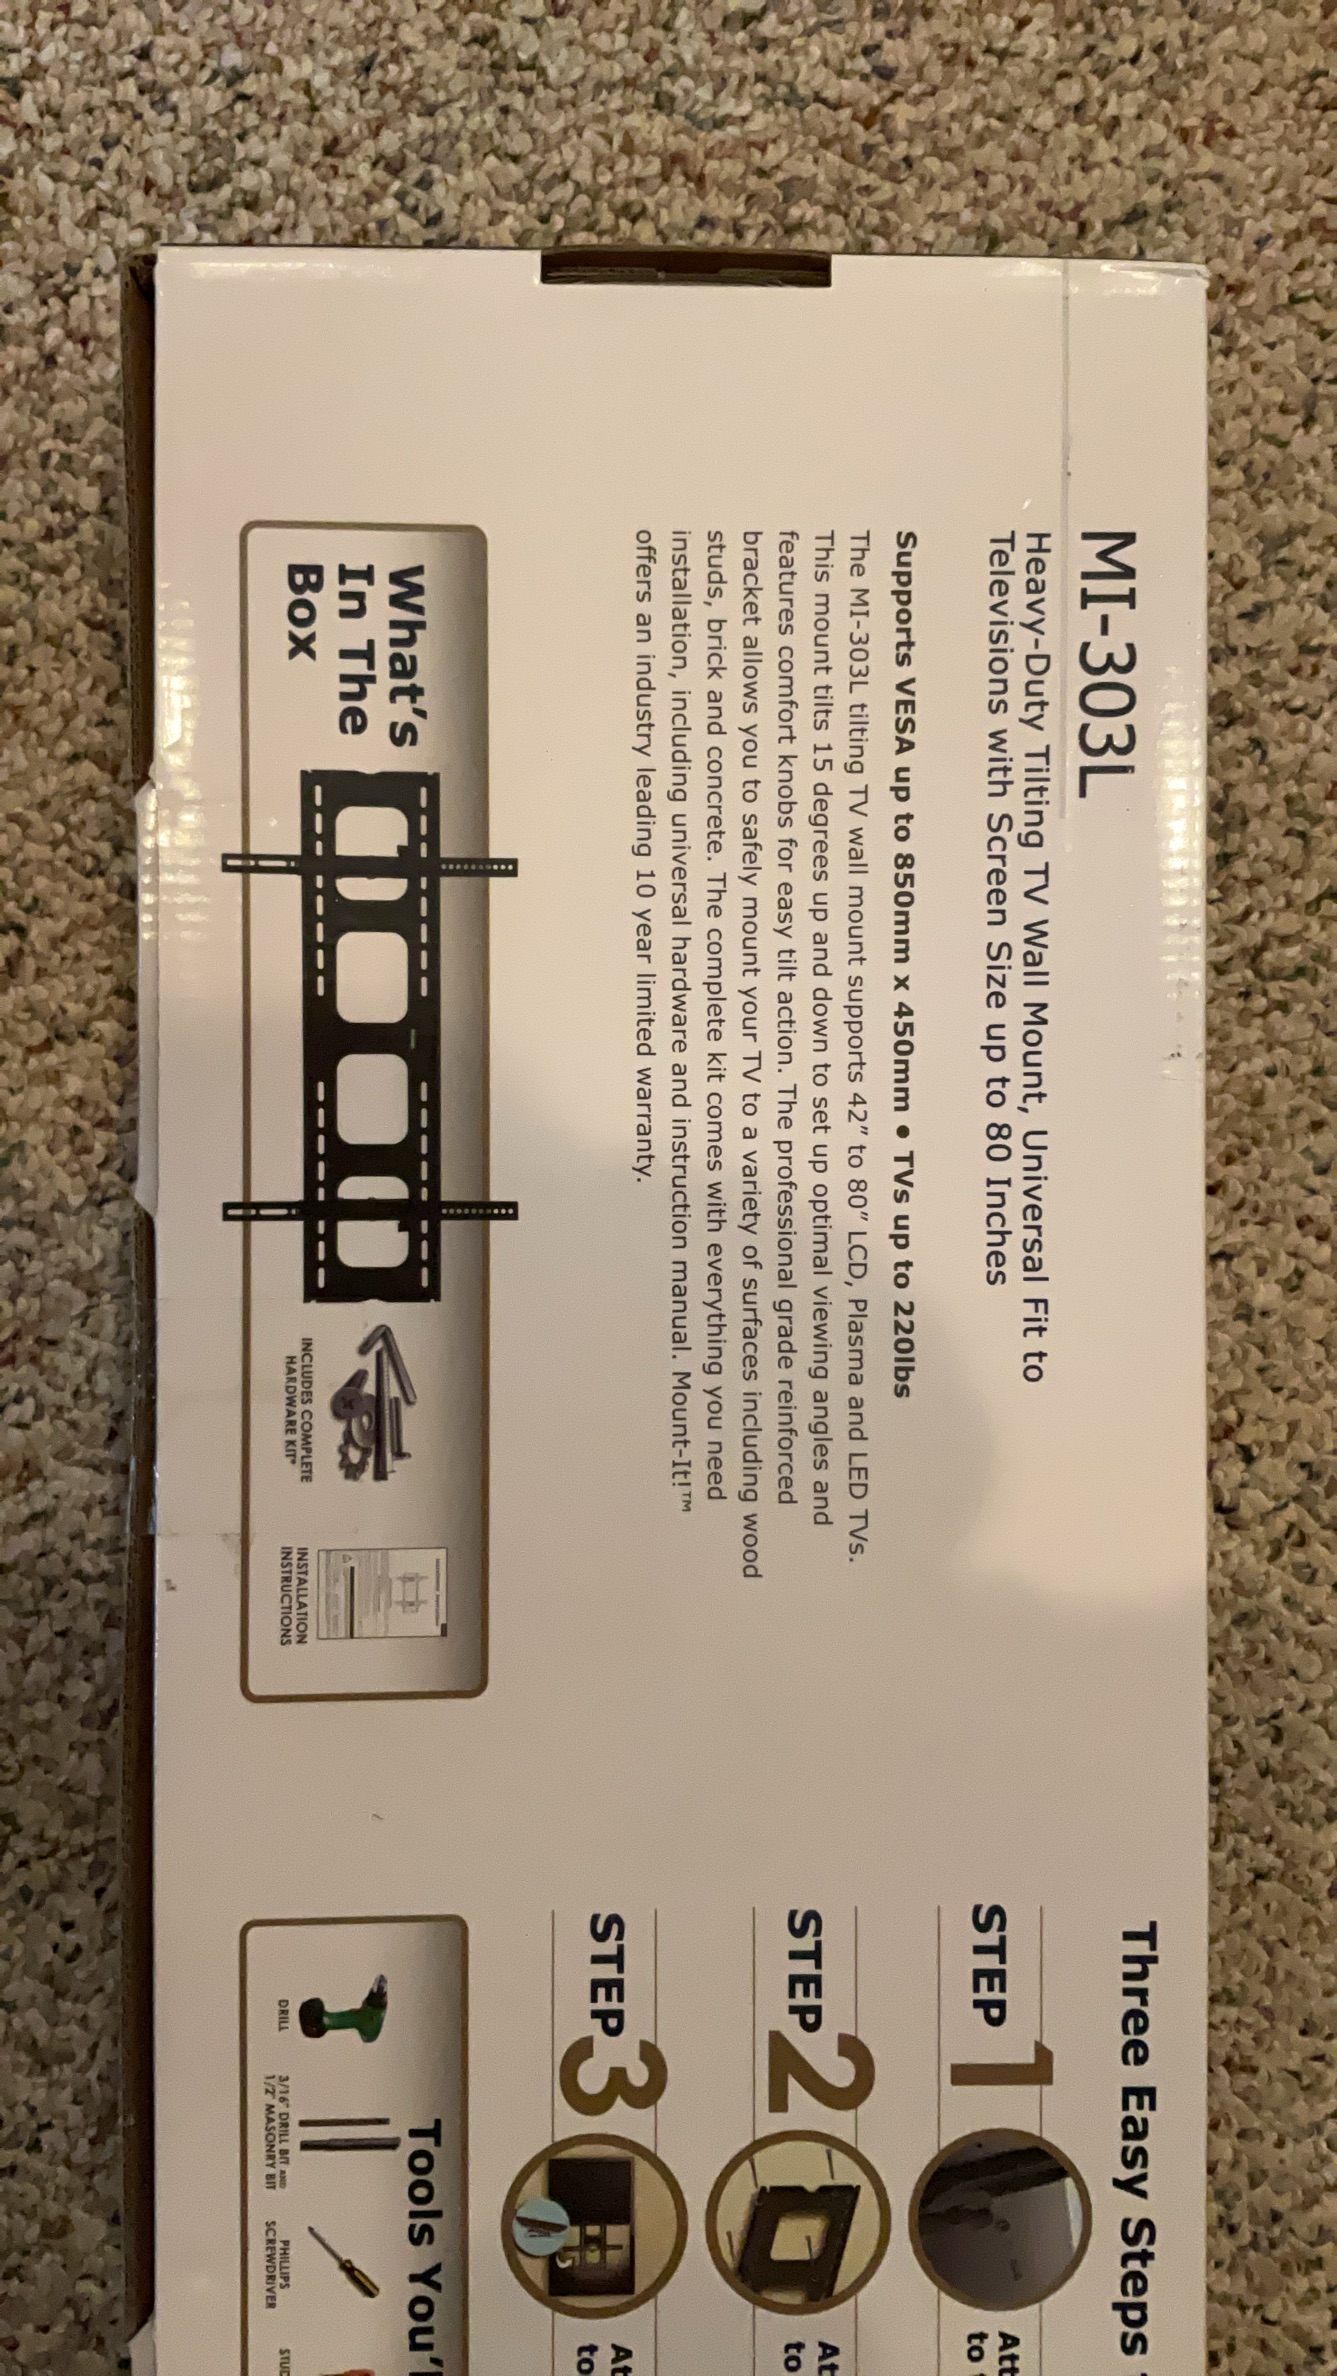 MI-303L
Heavy-Duty Tilting TV Wall Mount, Universal Fit to
Televisions with Screen Size up to 80 Inches
Supports VESA up to 850mm x 450mm • TVs up to 220lbs
The MI-303L tilting TV wall mount supports 42" to 80" LCD, Plasma and LED TVs.
This mount tilts 15 degrees up and down to set up optimal viewing angles and
features comfort knobs for easy tilt action. The professional grade reinforced
bracket allows you to safely mount your TV to a variety of surfaces including wood
studs, brick and concrete. The complete kit comes with everything you need
installation, including universal hardware and instruction manual. Mount-It!™
offers an industry leading 10 year limited warranty.
What's
In The
Box
INCLUDES COMPLETE
HARDWARE KIT*
INSTALLATION
INSTRUCTIONS
Three Easy Steps
STEP 1
Att
to
STEP 2
At
to
STEP 3
At
to
Tools You'l
DRILL
3/16" DRILL BIT AND
1/2" MASONRY BIT
PHILLIPS
SCREWDRIVER
STUD